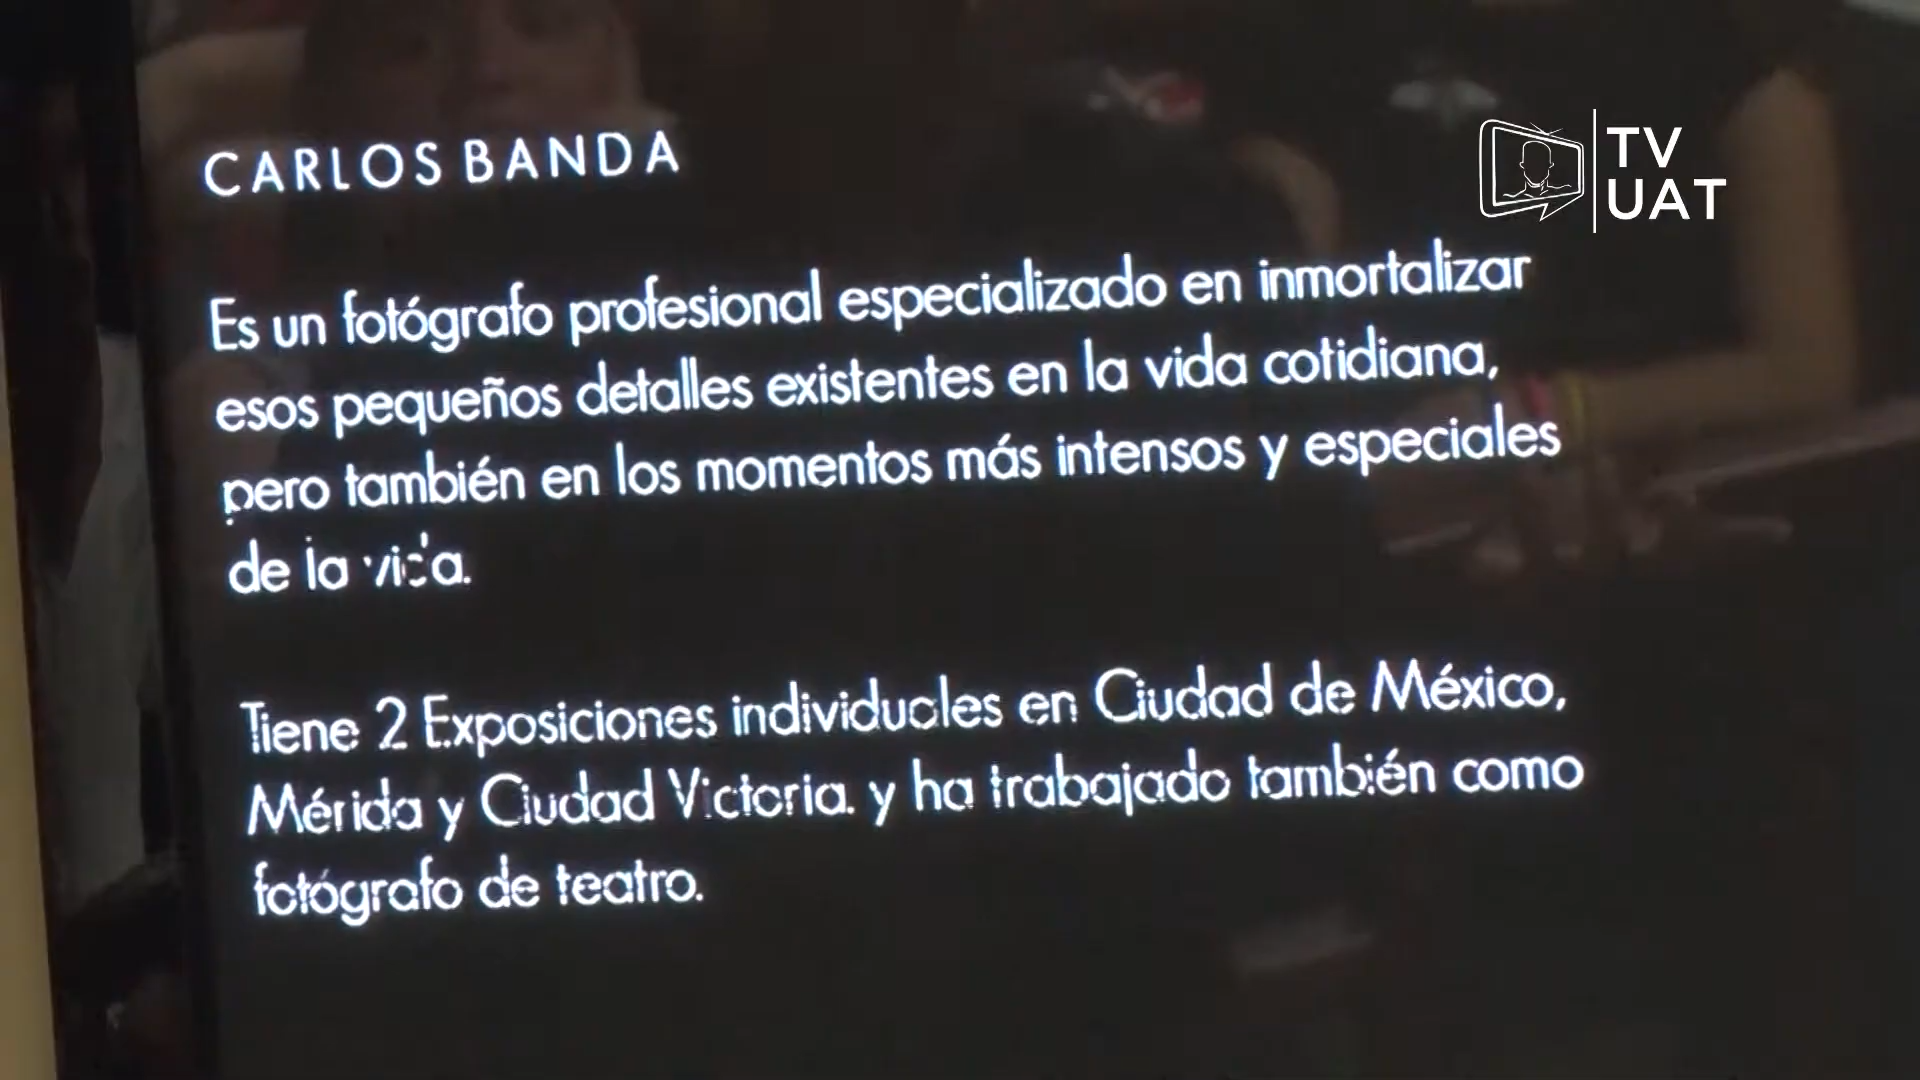 CARLOS BANDA
TV
UAT
Es un fotógrafo profesional especializado en inmortalizar
esos pequeños detalles existentes en la vida cotidiana,
pero también en los momentos más intensos y especiales
de la vida.
Tiene 2 Exposiciones individuales en Ciudad de México,
Mérida y Ciudad Victoria. y ha trabajado también como
fotógrafo de teatro.